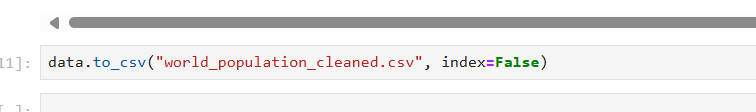 11]: data.to_csv("world_population_cleaned.csv", index=False)
]: